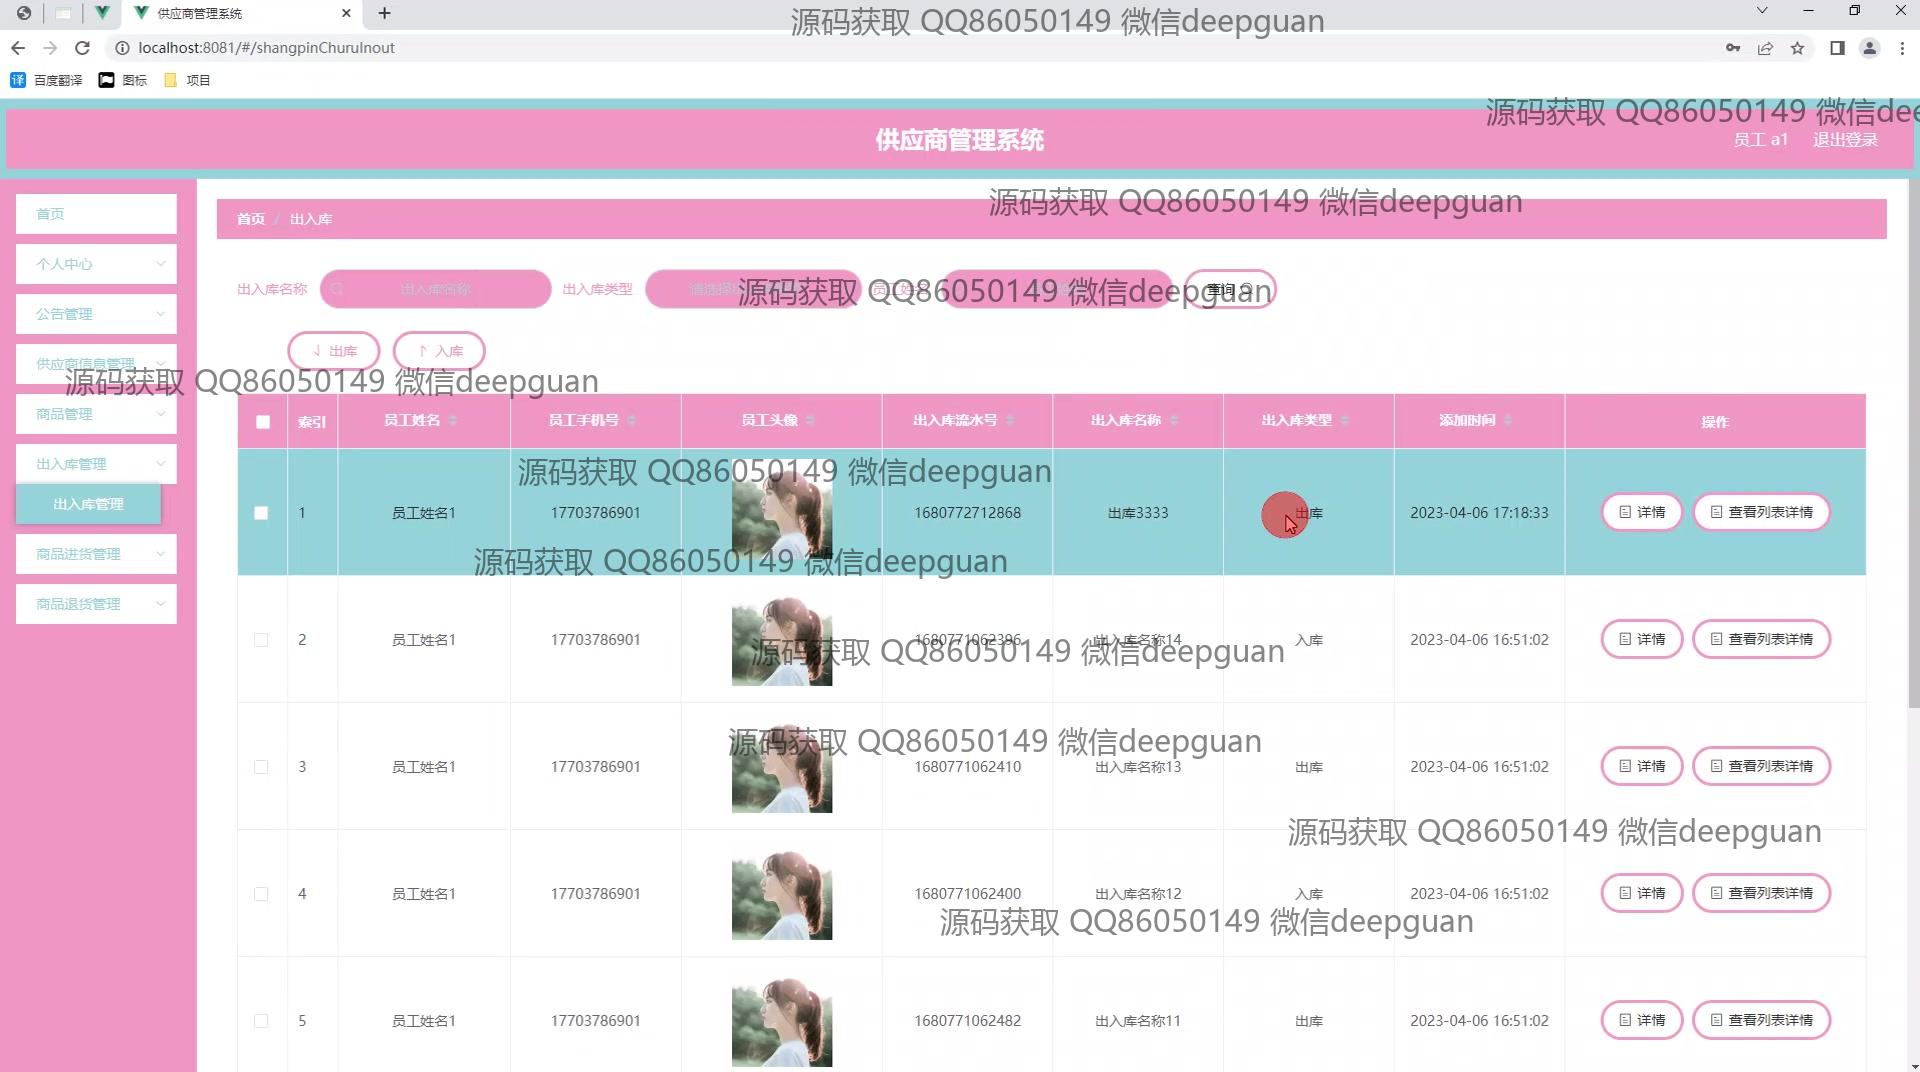 供应商管理系统
源码获取 QQ86050149 微信deepguan
localhost:8081/#/shangpinChuruInout
百度翻译 图标 项目
源码获取 QQ86050149 微信dee
供应商管理系统
员工 a1 退出登录
源码获取 QQ86050149 微信deepguan
首页
首页 / 出入库
个人中心
公告管理
供应商信息管理
商品管理
出入库管理
出入库管理
商品进货管理
商品退货管理
出入库名称 出入库名称 出入库类型 员工姓名 查询
源码获取 QQ86050149 微信deepguan
出库 入库
源码获取 QQ86050149 微信deepguan
索引 员工姓名 员工手机号 员工头像 出入库流水号 出入库名称 出入库类型 添加时间 操作
源码获取 QQ86050149 微信deepguan
1 员工姓名1 17703786901 1680772712868 出库3333 出库 2023-04-06 17:18:33 详情 查看列表详情
源码获取 QQ86050149 微信deepguan
2 员工姓名1 17703786901 1680771062396 出入库名称14 入库 2023-04-06 16:51:02 详情 查看列表详情
源码获取 QQ86050149 微信deepguan
源码获取 QQ86050149 微信deepguan
3 员工姓名1 17703786901 1680771062410 出入库名称13 出库 2023-04-06 16:51:02 详情 查看列表详情
源码获取 QQ86050149 微信deepguan
4 员工姓名1 17703786901 1680771062400 出入库名称12 入库 2023-04-06 16:51:02 详情 查看列表详情
源码获取 QQ86050149 微信deepguan
5 员工姓名1 17703786901 1680771062482 出入库名称11 出库 2023-04-06 16:51:02 详情 查看列表详情